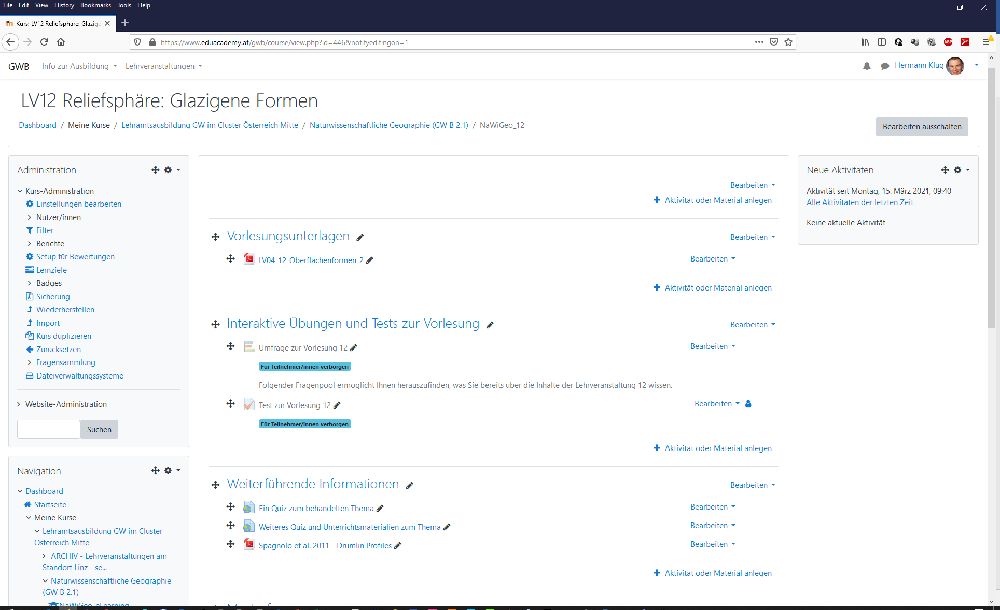 File Edit View History Bookmarks Tools Help
Kurs: LV12 Reliefsphäre: Glazige
https://www.eduacademy.at/gwb/course/view.php?id=446&notifyeditingon=1
ABP
GWB Info zur Ausbildung Lehrveranstaltungen Hermann Klug
LV12 Reliefsphäre: Glazigene Formen
Dashboard / Meine Kurse / Lehramtsausbildung GW im Cluster Österreich Mitte / Naturwissenschaftliche Geographie (GW B 2.1) / NaWiGeo_12
Bearbeiten ausschalten
Administration
Kurs-Administration
Einstellungen bearbeiten
Nutzer/innen
Filter
Berichte
Setup für Bewertungen
Lernziele
Badges
Sicherung
Wiederherstellen
Import
Kurs duplizieren
Zurücksetzen
Fragensammlung
Dateiverwaltungssysteme
Website-Administration
Suchen
Navigation
Dashboard
Startseite
Meine Kurse
Lehramtsausbildung GW im Cluster
Österreich Mitte
ARCHIV - Lehrveranstaltungen am
Standort Linz - se...
Naturwissenschaftliche Geographie
(GW B 2.1)
NaWiGeo-eLearning
Bearbeiten
Aktivität oder Material anlegen
Vorlesungsunterlagen Bearbeiten
LV04_12_Oberflächenformen_2 Bearbeiten
Aktivität oder Material anlegen
Interaktive Übungen und Tests zur Vorlesung Bearbeiten
Umfrage zur Vorlesung 12 Bearbeiten
Für Teilnehmer/innen verborgen
Folgender Fragenpool ermöglicht Ihnen herauszufinden, was Sie bereits über die Inhalte der Lehrveranstaltung 12 wissen.
Test zur Vorlesung 12 Bearbeiten
Für Teilnehmer/innen verborgen
Aktivität oder Material anlegen
Weiterführende Informationen Bearbeiten
Ein Quiz zum behandelten Thema Bearbeiten
Weiteres Quiz und Unterrichtsmaterialien zum Thema Bearbeiten
Spagnolo et al. 2011 - Drumlin Profiles Bearbeiten
Aktivität oder Material anlegen
Neue Aktivitäten
Aktivität seit Montag, 15. März 2021, 09:40
Alle Aktivitäten der letzten Zeit
Keine aktuelle Aktivität